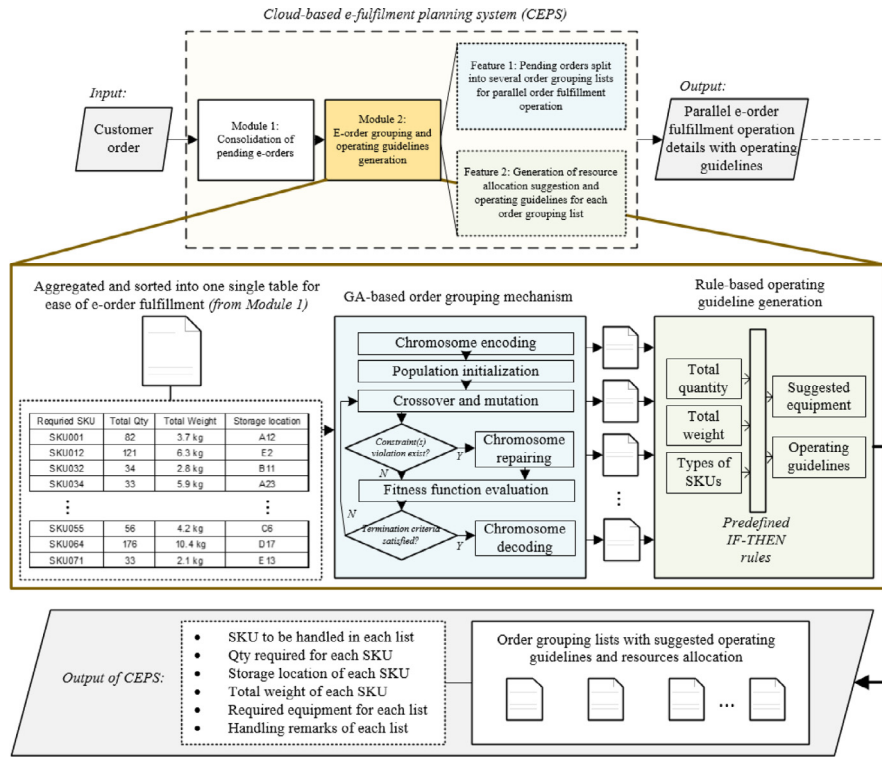 Cloud-based e-fulfilment planning system (CEPS)
Input:
Customer
order
Module 1:
Consolidation of
pending e-orders
Module 2:
E-order grouping and
operating guidelines
generation
Feature 1: Pending orders split
into several order grouping lists
for parallel order fulfillment
operation
Feature 2: Generation of resource
allocation suggestion and
operating guidelines for each
order grouping list
Output:
Parallel e-order
fulfillment operation
details with operating
guidelines
Aggregated and sorted into one single table for
ease of e-order fulfillment (from Module 1)
Requried SKU Total Qty Total Weight Storage location
SKU001 82 3.7 kg A12
SKU012 121 6.3 kg E2
SKU032 34 2.8 kg B11
SKU034 33 5.9 kg A23
SKU055 56 4.2 kg C6
SKU064 176 10.4 kg D17
SKU071 33 2.1 kg E13
GA-based order grouping mechanism
Chromosome encoding
Population initialization
Crossover and mutation
Constraint(s)
violation exist?
Y
Chromosome
repairing
N
Fitness function evaluation
N
Termination criteria
satisfied?
Y
Chromosome
decoding
Rule-based operating
guideline generation
Total
quantity
Total
weight
Types of
SKUs
Suggested
equipment
Operating
guidelines
Predefined
IF-THEN
rules
Output of CEPS:
• SKU to be handled in each list
• Qty required for each SKU
• Storage location of each SKU
• Total weight of each SKU
• Required equipment for each list
• Handling remarks of each list
Order grouping lists with suggested operating
guidelines and resources allocation